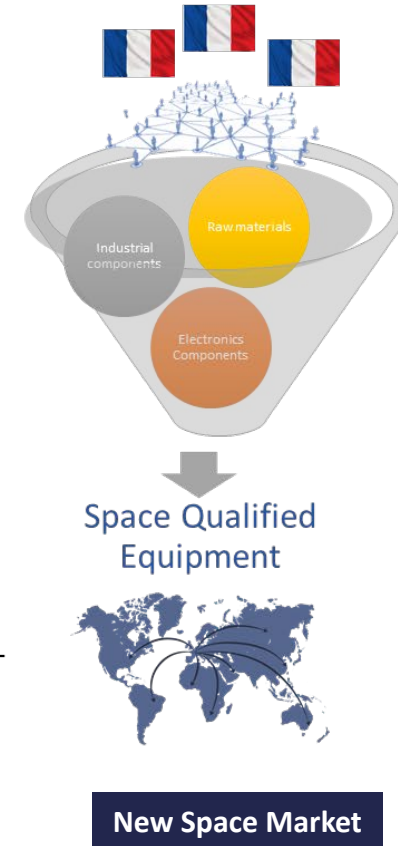 Raw materials
Industrial
components
Electronics
Components
Space Qualified
Equipment
New Space Market